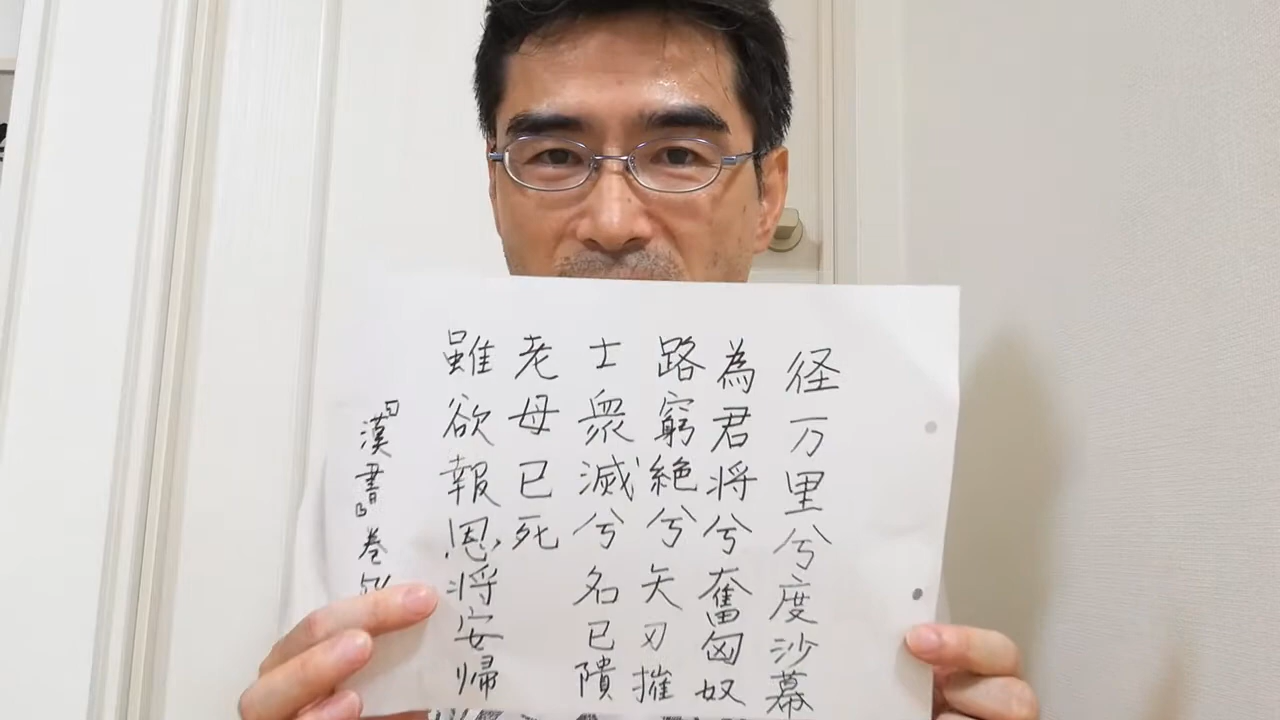 径万里兮度沙幕
為君将兮奮匈奴
路窮絶兮矢刃摧
士衆滅兮名已隤
老母已死
雖欲報恩将安帰
『漢書』巻54